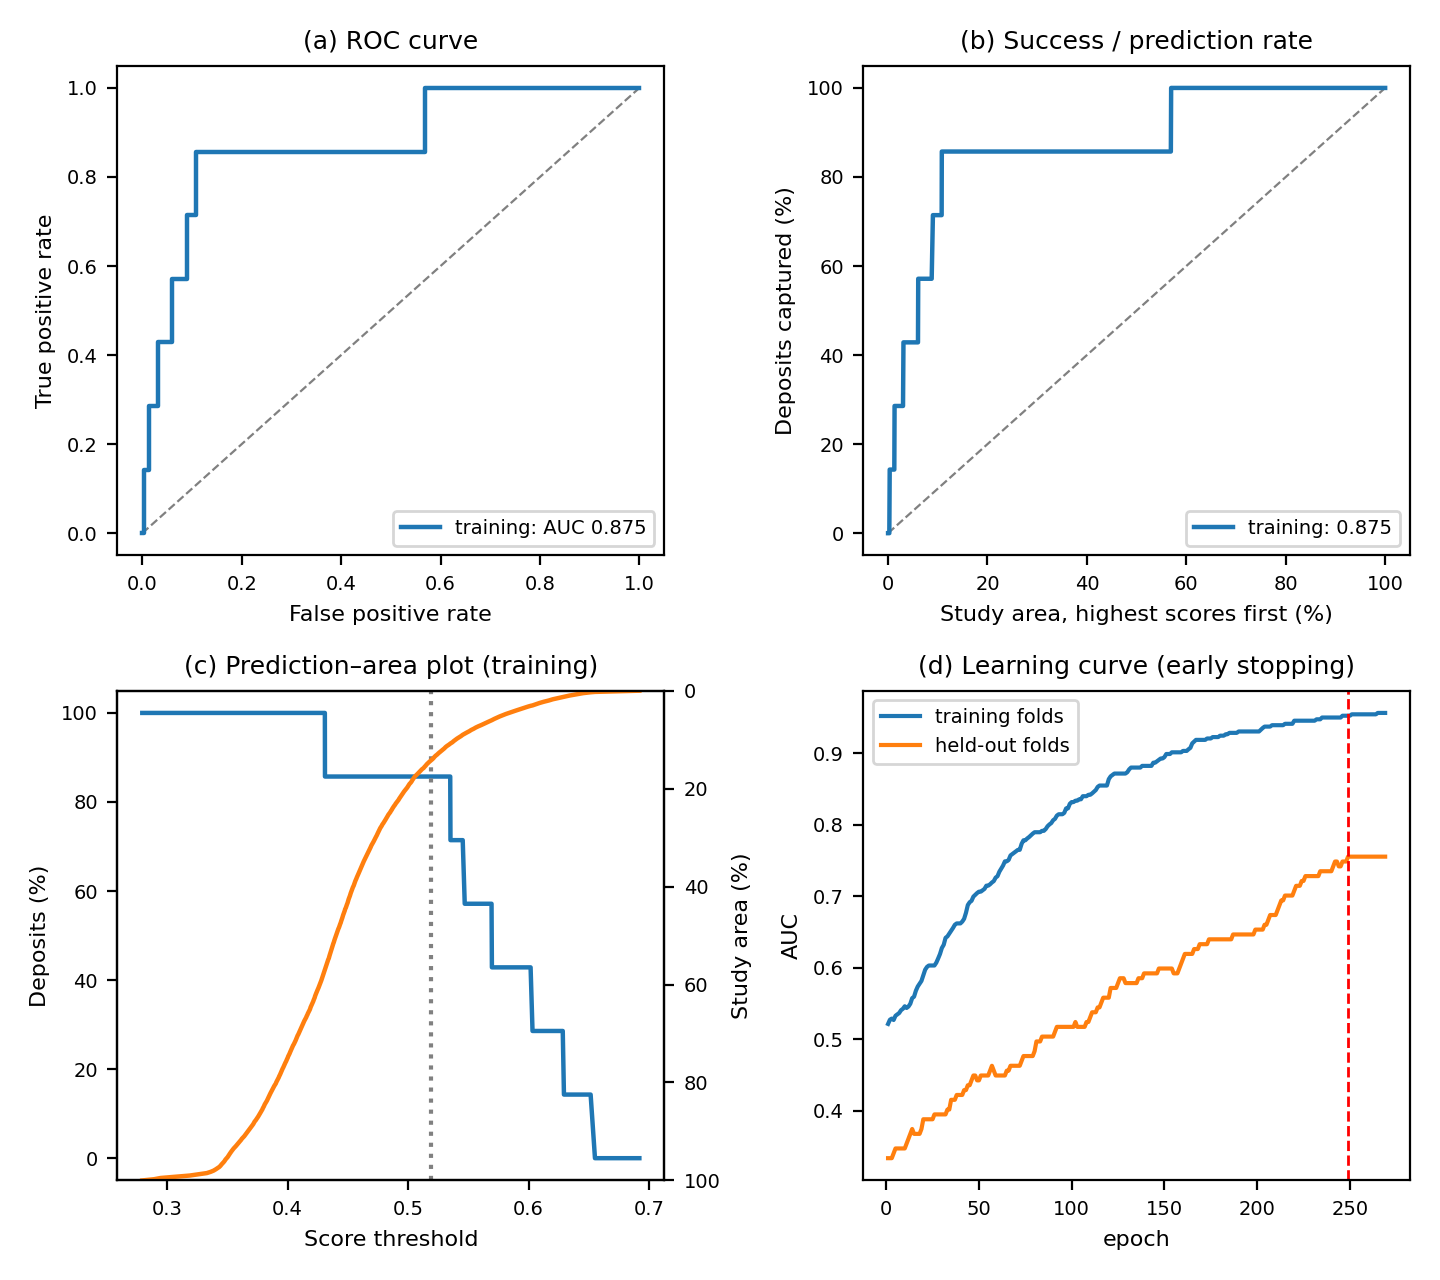 (a) ROC curve
1.0
0.8
0.6
0.4
0.2
0.0
True positive rate
training: AUC 0.875
0.0 0.2 0.4 0.6 0.8 1.0
False positive rate
(b) Success / prediction rate
100
80
60
40
20
0
Deposits captured (%)
training: 0.875
0 20 40 60 80 100
Study area, highest scores first (%)
(c) Prediction–area plot (training)
100
80
60
40
20
0
Deposits (%)
0
20
40
60
80
100
Study area (%)
0.3 0.4 0.5 0.6 0.7
Score threshold
(d) Learning curve (early stopping)
training folds
held-out folds
0.9
0.8
0.7
0.6
0.5
0.4
AUC
0 50 100 150 200 250
epoch